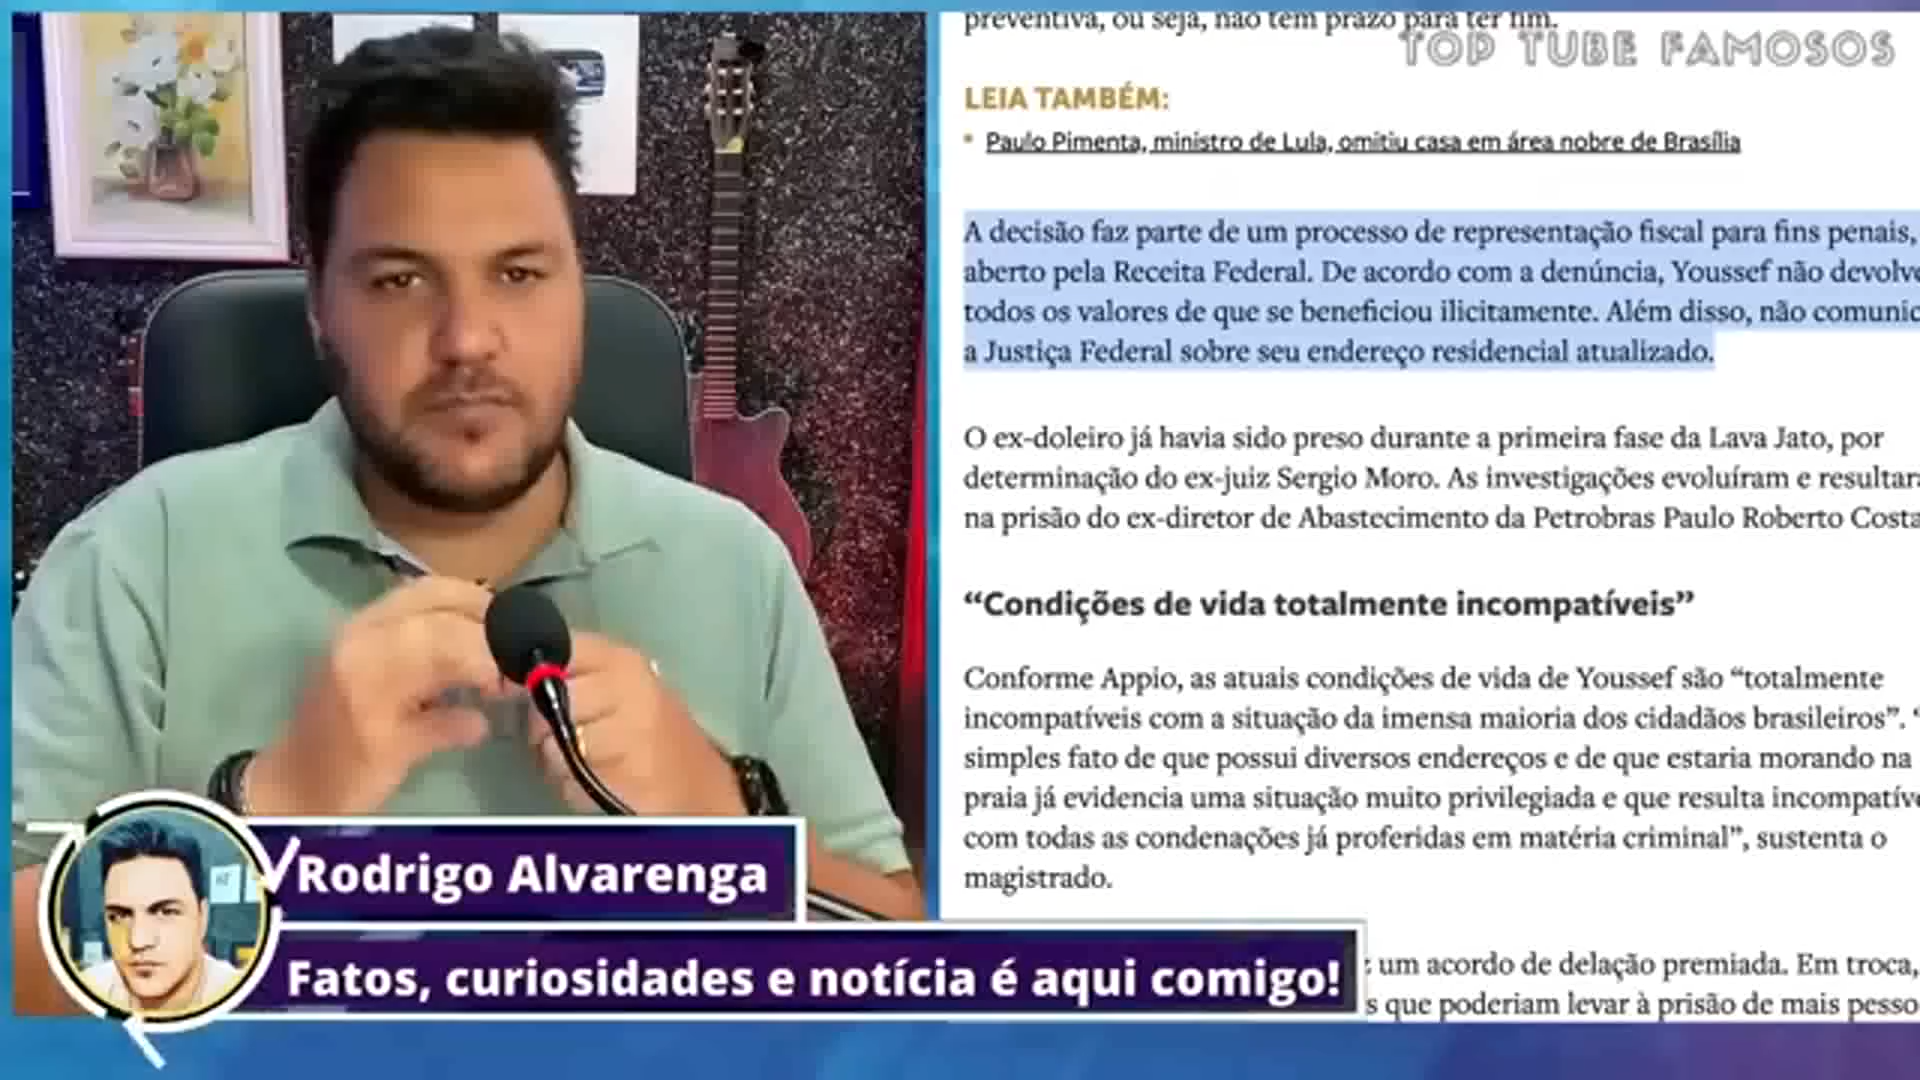 preventiva, ou seja, não tem prazo para ter fim.
TOP TUBE FAMOSOS
LEIA TAMBÉM:
Paulo Pimenta, ministro de Lula, omitiu casa em área nobre de Brasília
A decisão faz parte de um processo de representação fiscal para fins penais,
aberto pela Receita Federal. De acordo com a denúncia, Youssef não
todos os valores de que se beneficiou ilicitamente. Além disso, não
a Justiça Federal sobre seu endereço residencial atualizado.
O ex-doleiro já havia sido preso durante a primeira fase da Lava Jato, por
determinação do ex-juiz Sergio Moro. As investigações evoluíram e
na prisão do ex-diretor de Abastecimento da Petrobras Paulo Roberto Costa
“Condições de vida totalmente incompatíveis”
Conforme Appio, as atuais condições de vida de Youssef são “totalmente
incompatíveis com a situação da imensa maioria dos cidadãos brasileiros”.
simples fato de que possui diversos endereços e de que estaria morando na
praia já evidencia uma situação muito privilegiada e que resulta
com todas as condenações já proferidas em matéria criminal”, sustenta o
magistrado.
um acordo de delação premiada. Em troca,
que poderiam levar à prisão de mais
Rodrigo Alvarenga
Fatos, curiosidades e notícia é aqui comigo!